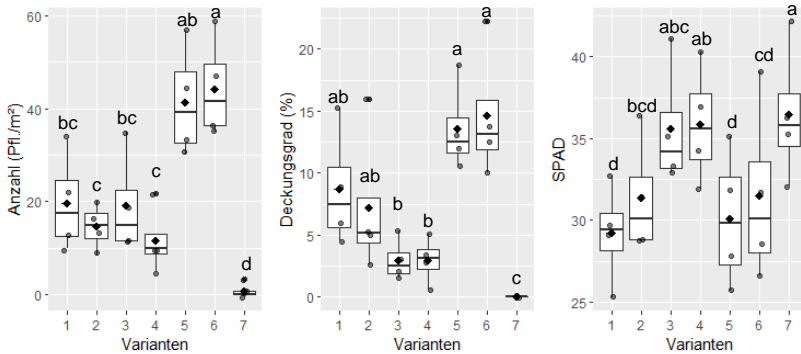 Anzahl (Pfl./m²)
60
40
20
0
bc
c
bc
c
ab
a
d
1 2 3 4 5 6 7
Varianten
Deckungsgrad (%)
20
15
10
5
0
ab
ab
b
b
a
a
c
1 2 3 4 5 6 7
Varianten
SPAD
40
35
30
25
d
bcd
abc
ab
d
cd
a
1 2 3 4 5 6 7
Varianten